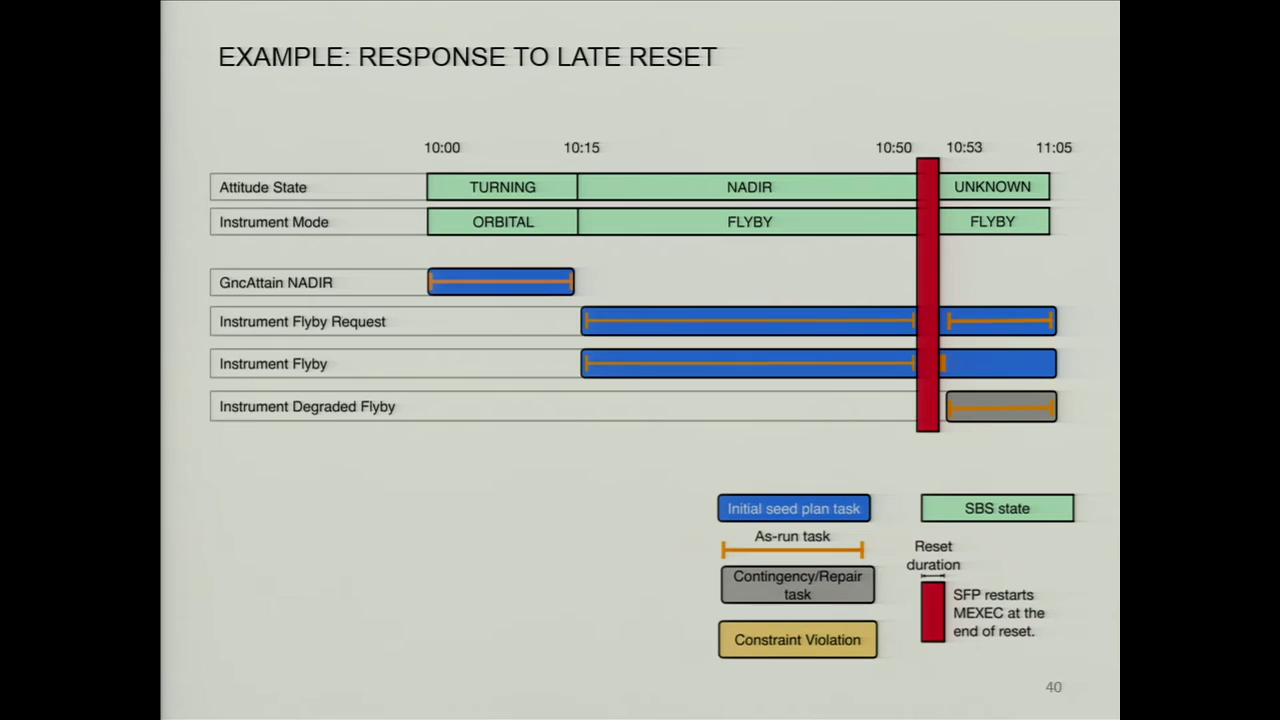 EXAMPLE: RESPONSE TO LATE RESET
10:00 10:15 10:50 10:53 11:05
Attitude State TURNING NADIR UNKNOWN
Instrument Mode ORBITAL FLYBY FLYBY
GncAttain NADIR
Instrument Flyby Request
Instrument Flyby
Instrument Degraded Flyby
Initial seed plan task
SBS state
As-run task
Reset
duration
Contingency/Repair
task
SFP restarts
MEXEC at the
end of reset.
Constraint Violation
40